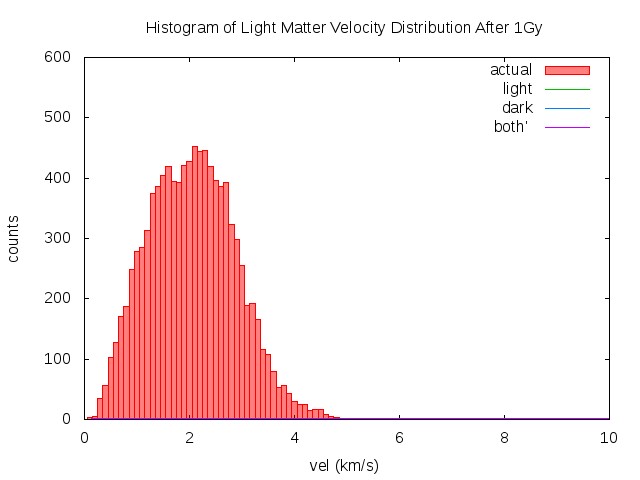 Histogram of Light Matter Velocity Distribution After 1Gy
600
500
400
300
200
100
0
counts
actual
light
dark
both'
0 2 4 6 8 10
vel (km/s)